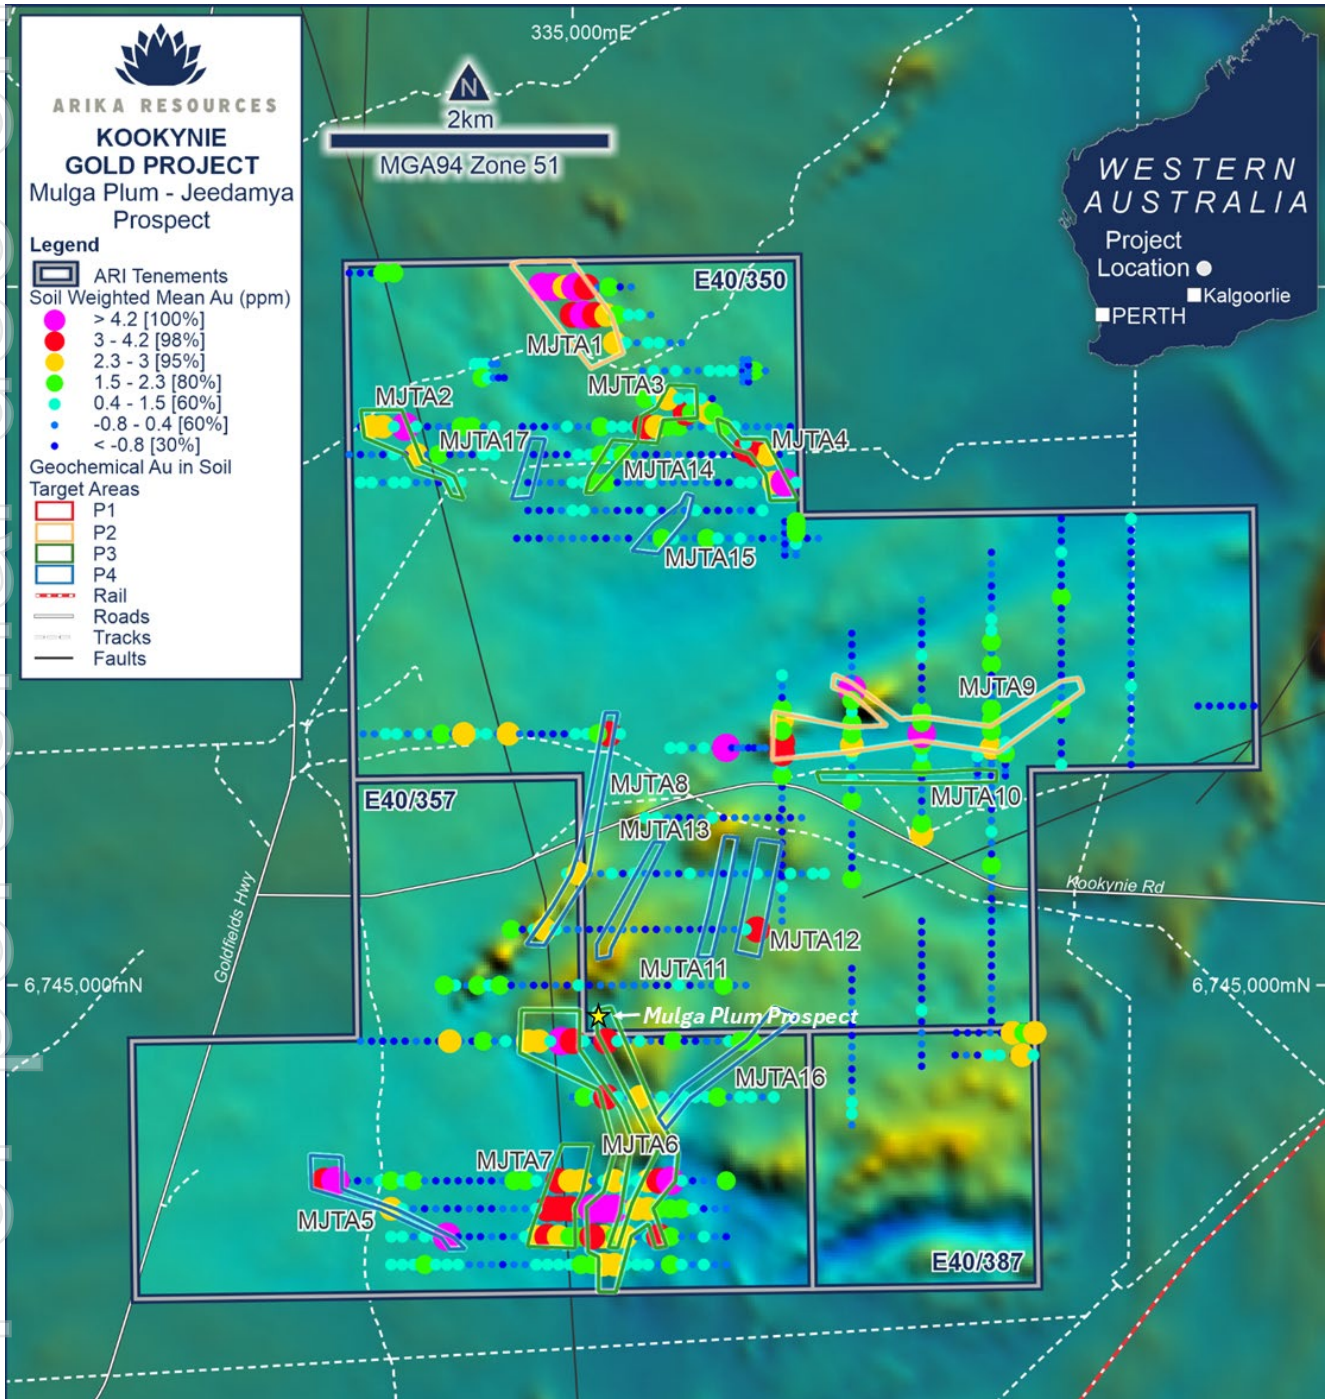 ARIKA RESOURCES
KOOKYNIE
GOLD PROJECT
Mulga Plum - Jeedamya
Prospect
Legend
ARI Tenements
Soil Weighted Mean Au (ppm)
> 4.2 [100%]
3 - 4.2 [98%]
2.3 - 3 [95%]
1.5 - 2.3 [80%]
0.4 - 1.5 [60%]
-0.8 - 0.4 [60%]
< -0.8 [30%]
Geochemical Au in Soil
Target Areas
P1
P2
P3
P4
Rail
Roads
Tracks
Faults
335,000mE
N
2km
MGA94 Zone 51
WESTERN
AUSTRALIA
Project
Location
Kalgoorlie
PERTH
E40/350
MJTA1
MJTA3
MJTA2
MJTA17
MJTA4
MJTA14
MJTA15
MJTA9
MJTA8
E40/357
MJTA10
MJTA13
Kookynie Rd
Goldfields Hwy
MJTA12
MJTA11
6,745,000mN
6,745,000mN
Mulga Plum Prospect
MJTA16
MJTA6
MJTA7
MJTA5
E40/387